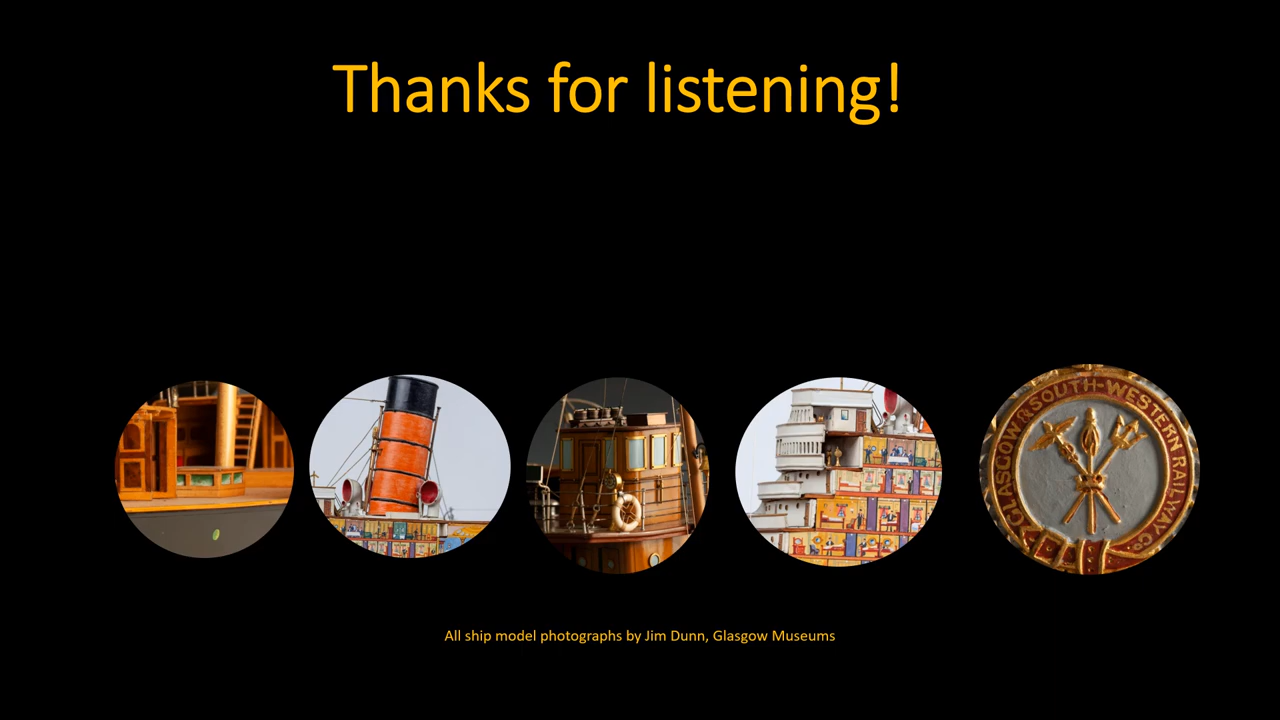 Thanks for listening!
GLASGOW & SOUTH-WESTERN RAILWAY CO.
All ship model photographs by Jim Dunn, Glasgow Museums